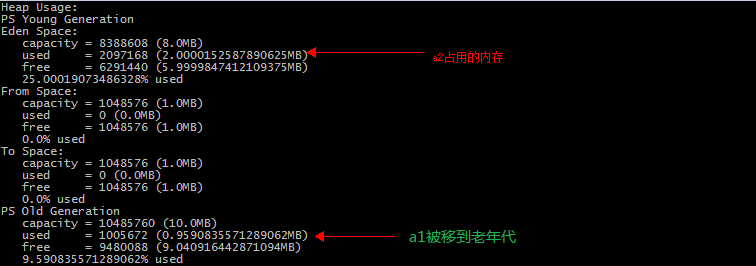 Heap Usage:
PS Young Generation
Eden Space:
capacity = 8388608 (8.0MB)
used = 2097168 (2.0000152587890625MB)
free = 6291440 (5.9999847412109375MB)
25.00019073486328% used
a2占用的内存
From Space:
capacity = 1048576 (1.0MB)
used = 0 (0.0MB)
free = 1048576 (1.0MB)
0.0% used
To Space:
capacity = 1048576 (1.0MB)
used = 0 (0.0MB)
free = 1048576 (1.0MB)
0.0% used
PS Old Generation
capacity = 10485760 (10.0MB)
used = 1005672 (0.9590835571289062MB)
free = 9480088 (9.040916442871094MB)
9.590835571289062% used
a1被移到老年代